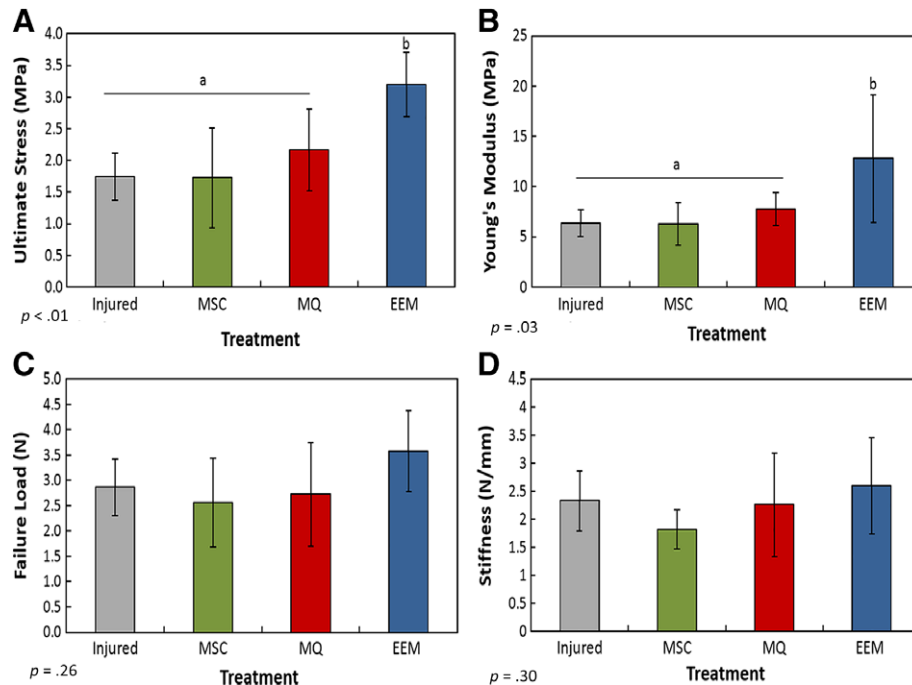 A
Ultimate Stress (MPa)
4.0
3.5
3.0
2.5
2.0
1.5
1.0
0.5
0.0
a
b
Injured MSC MQ EEM
p < .01
Treatment
B
Young's Modulus (MPa)
25
20
15
10
5
0
a
b
Injured MSC MQ EEM
p = .03
Treatment
C
Failure Load (N)
5.0
4.5
4.0
3.5
3.0
2.5
2.0
1.5
1.0
0.5
0.0
Injured MSC MQ EEM
p = .26
Treatment
D
Stiffness (N/mm)
4.5
4
3.5
3
2.5
2
1.5
1
0.5
0
Injured MSC MQ EEM
p = .30
Treatment